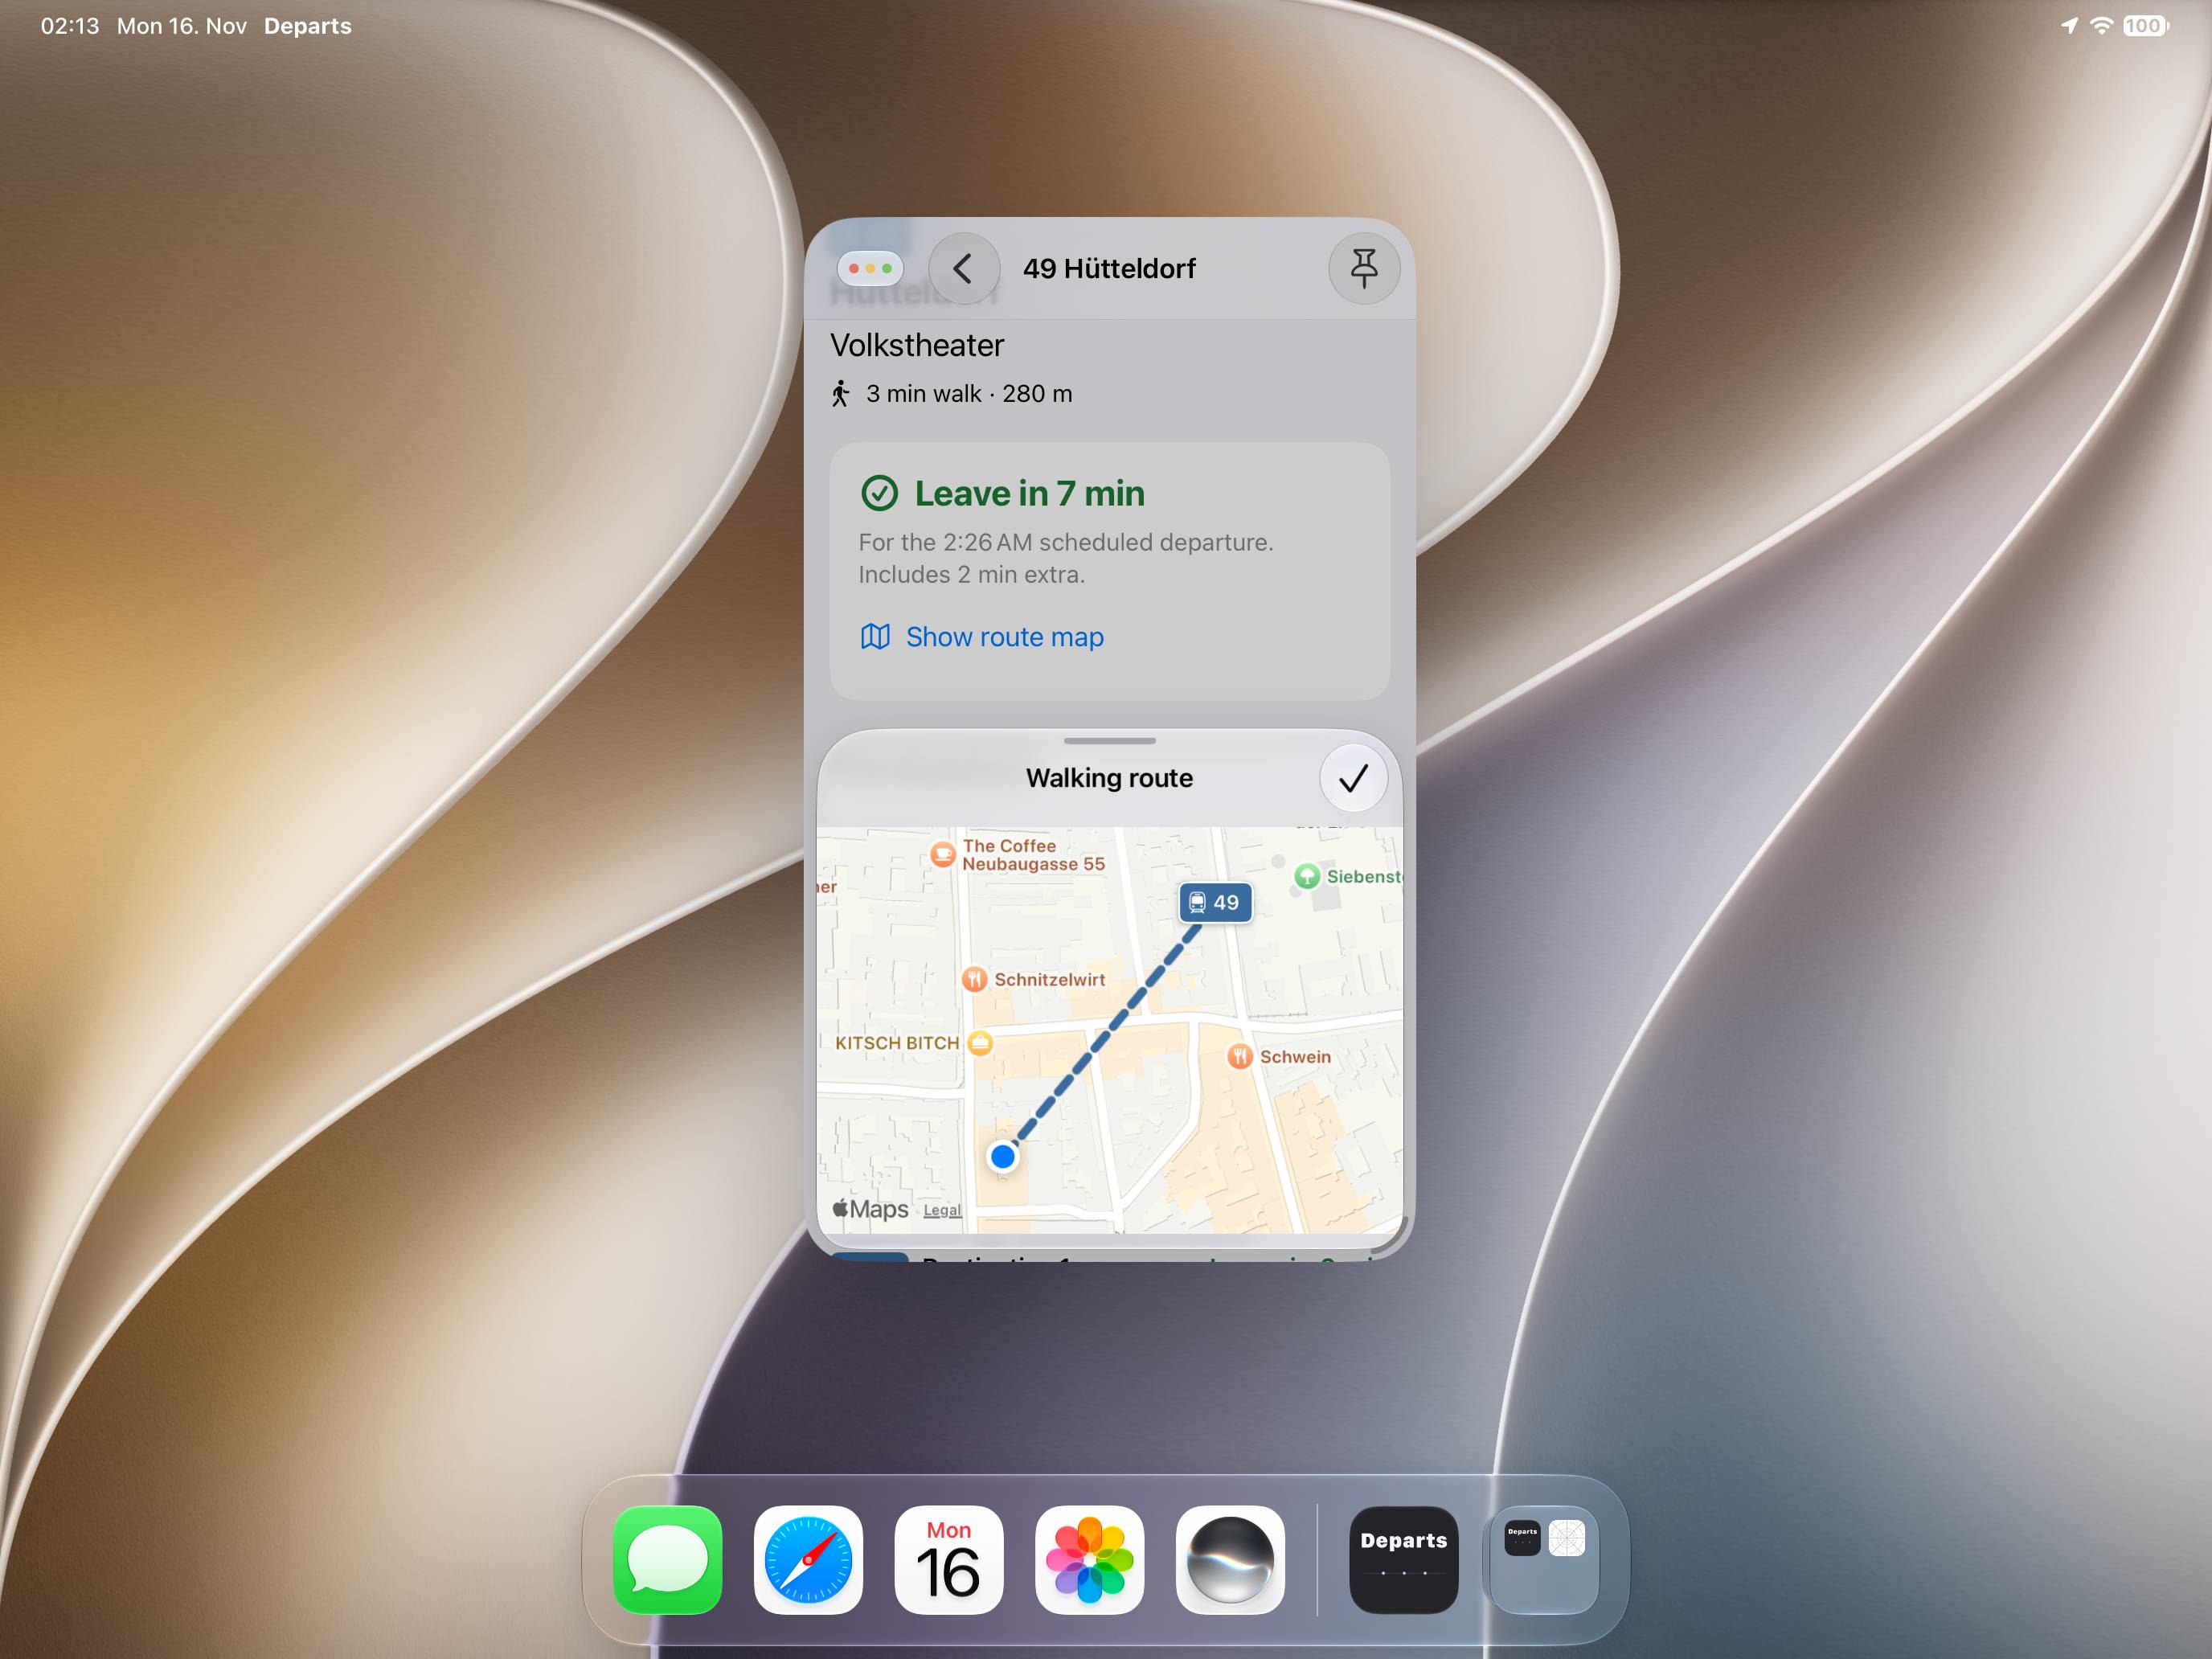 02:13 Mon 16. Nov Departs
100
49 Hütteldorf
Hütteldorf
Volkstheater
3 min walk · 280 m
Leave in 7 min
For the 2:26 AM scheduled departure.
Includes 2 min extra.
Show route map
Walking route
The Coffee
Neubaugasse 55
49
Schnitzelwirt
KITSCH BITCH
Schwein
Maps
Legal
Mon
16
Departs
Departs